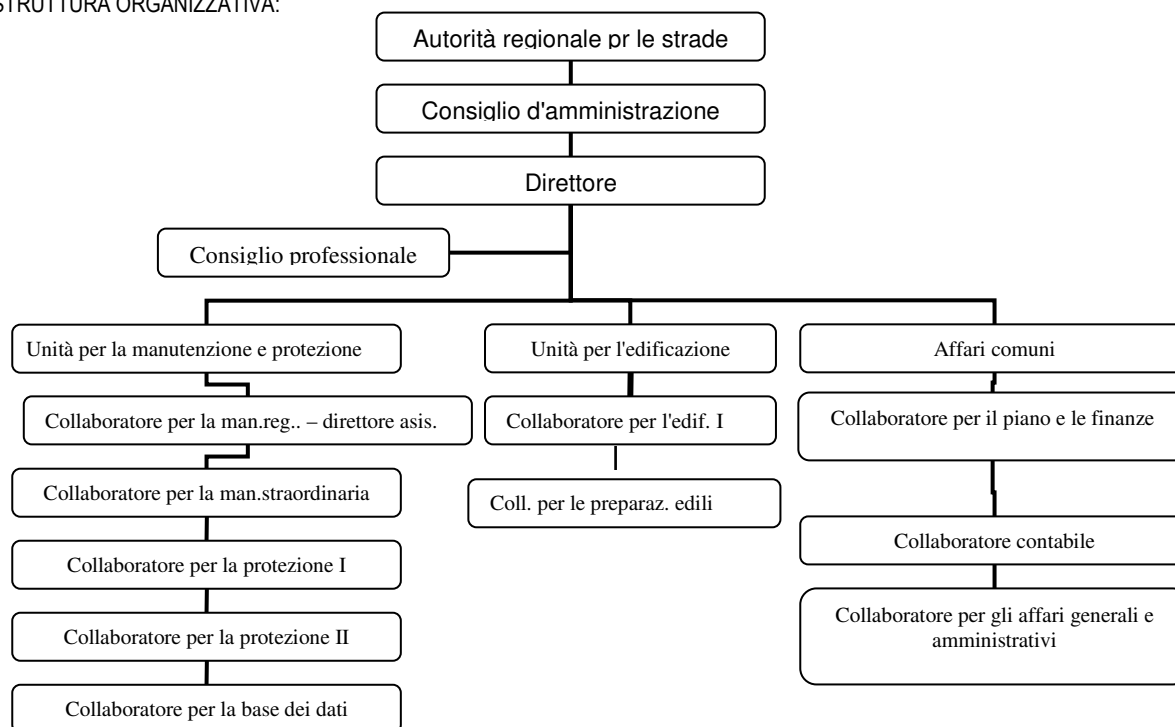 STRUTTURA ORGANIZZATIVA:
Autorità regionale pr le strade
Consiglio d'amministrazione
Direttore
Consiglio professionale
Unità per la manutenzione e protezione
Unità per l'edificazione
Affari comuni
Collaboratore per la man.reg.. – direttore asis.
Collaboratore per l'edif. I
Collaboratore per il piano e le finanze
Collaboratore per la man.straordinaria
Coll. per le preparaz. edili
Collaboratore contabile
Collaboratore per la protezione I
Collaboratore per gli affari generali e
amministrativi
Collaboratore per la protezione II
Collaboratore per la base dei dati